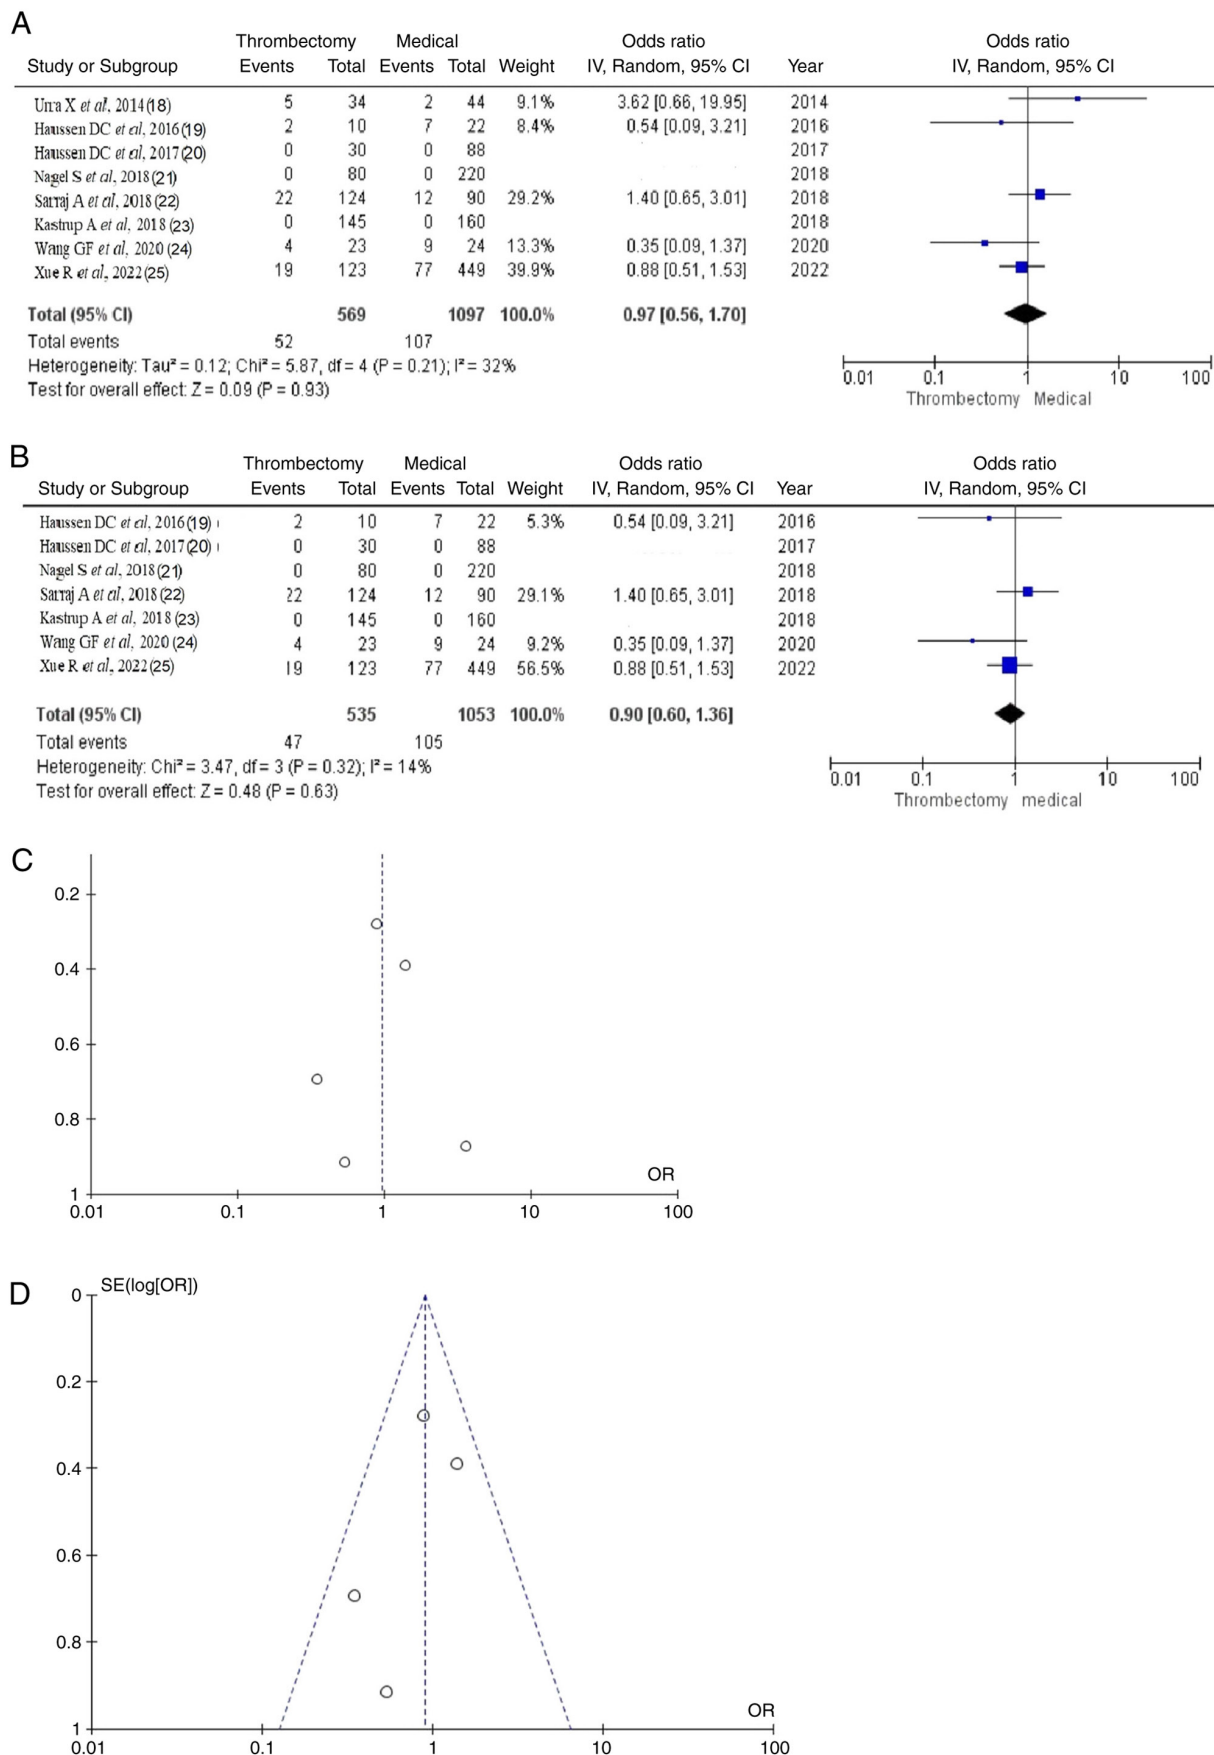 A
Thrombectomy Medical Odds ratio Odds ratio
Study or Subgroup Events Total Events Total Weight IV, Random, 95% CI Year IV, Random, 95% CI
Urra X et al, 2014(18) 5 34 2 44 9.1% 3.62 [0.66, 19.95] 2014
Haussen DC et al, 2016(19) 2 10 7 22 8.4% 0.54 [0.09, 3.21] 2016
Haussen DC et al, 2017(20) 0 30 0 88 2017
Nagel S et al, 2018(21) 0 80 0 220 2018
Sarraj A et al, 2018(22) 22 124 12 90 29.2% 1.40 [0.65, 3.01] 2018
Kastrup A et al, 2018(23) 0 145 0 160 2018
Wang GF et al, 2020(24) 4 23 9 24 13.3% 0.35 [0.09, 1.37] 2020
Xue R et al, 2022(25) 19 123 77 449 39.9% 0.88 [0.51, 1.53] 2022
Total (95% CI) 569 1097 100.0% 0.97 [0.56, 1.70]
Total events 52 107
Heterogeneity: Tau² = 0.12; Chi² = 5.87, df = 4 (P = 0.21); I² = 32%
Test for overall effect: Z = 0.09 (P = 0.93)
0.01 0.1 1 10 100
Thrombectomy Medical
B
Thrombectomy Medical Odds ratio Odds ratio
Study or Subgroup Events Total Events Total Weight IV, Random, 95% CI Year IV, Random, 95% CI
Haussen DC et al, 2016(19) 2 10 7 22 5.3% 0.54 [0.09, 3.21] 2016
Haussen DC et al, 2017(20) 0 30 0 88 2017
Nagel S et al, 2018(21) 0 80 0 220 2018
Sarraj A et al, 2018(22) 22 124 12 90 29.1% 1.40 [0.65, 3.01] 2018
Kastrup A et al, 2018(23) 0 145 0 160 2018
Wang GF et al, 2020(24) 4 23 9 24 9.2% 0.35 [0.09, 1.37] 2020
Xue R et al, 2022(25) 19 123 77 449 56.5% 0.88 [0.51, 1.53] 2022
Total (95% CI) 535 1053 100.0% 0.90 [0.60, 1.36]
Total events 47 105
Heterogeneity: Chi² = 3.47, df = 3 (P = 0.32); I² = 14%
Test for overall effect: Z = 0.48 (P = 0.63)
0.01 0.1 1 10 100
Thrombectomy medical
C
0.2
0.4
0.6
0.8
1
OR
0.01 0.1 1 10 100
D
SE(log[OR])
0
0.2
0.4
0.6
0.8
1
OR
0.01 0.1 1 10 100